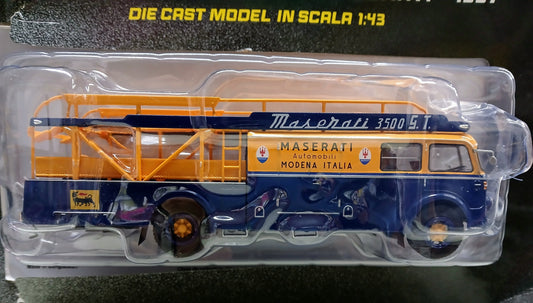 DIE CAST MODEL IN SCALA 1:43
Maserati 3500 S.T.
MASERATI
Automobili
MODENA ITALIA